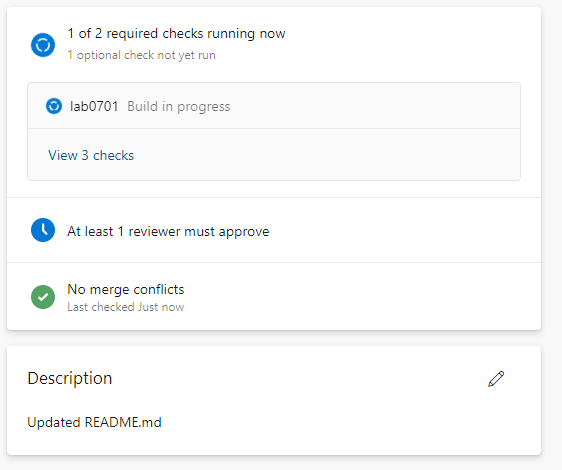 1 of 2 required checks running now
1 optional check not yet run
lab0701 Build in progress
View 3 checks
At least 1 reviewer must approve
No merge conflicts
Last checked Just now
Description
Updated README.md